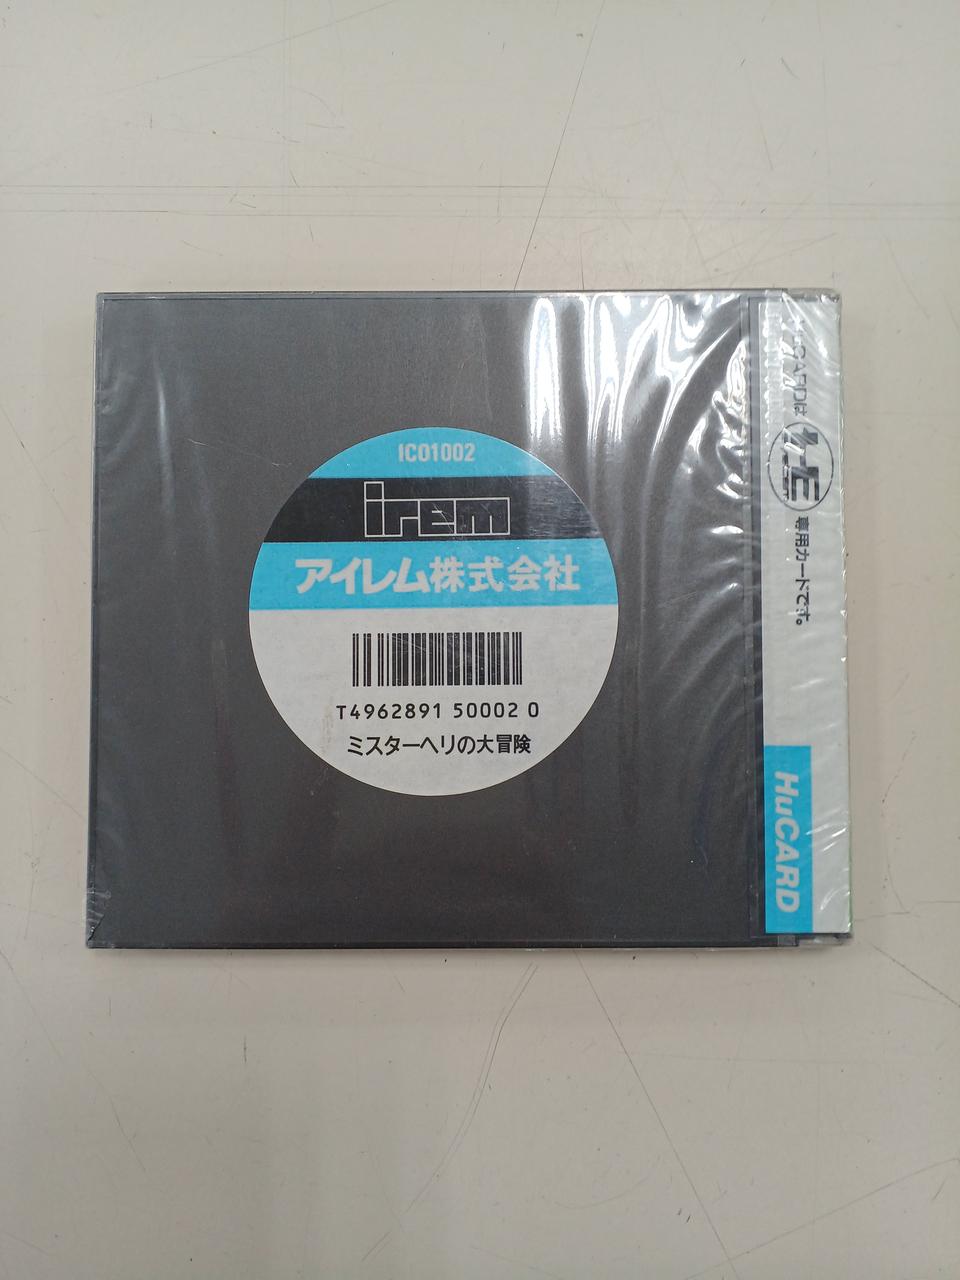 IC01002
irem
アイレム株式会社
T4962891 50002 0
ミスターヘリの大冒険
HuCARDは
専用カードです。
HuCARD